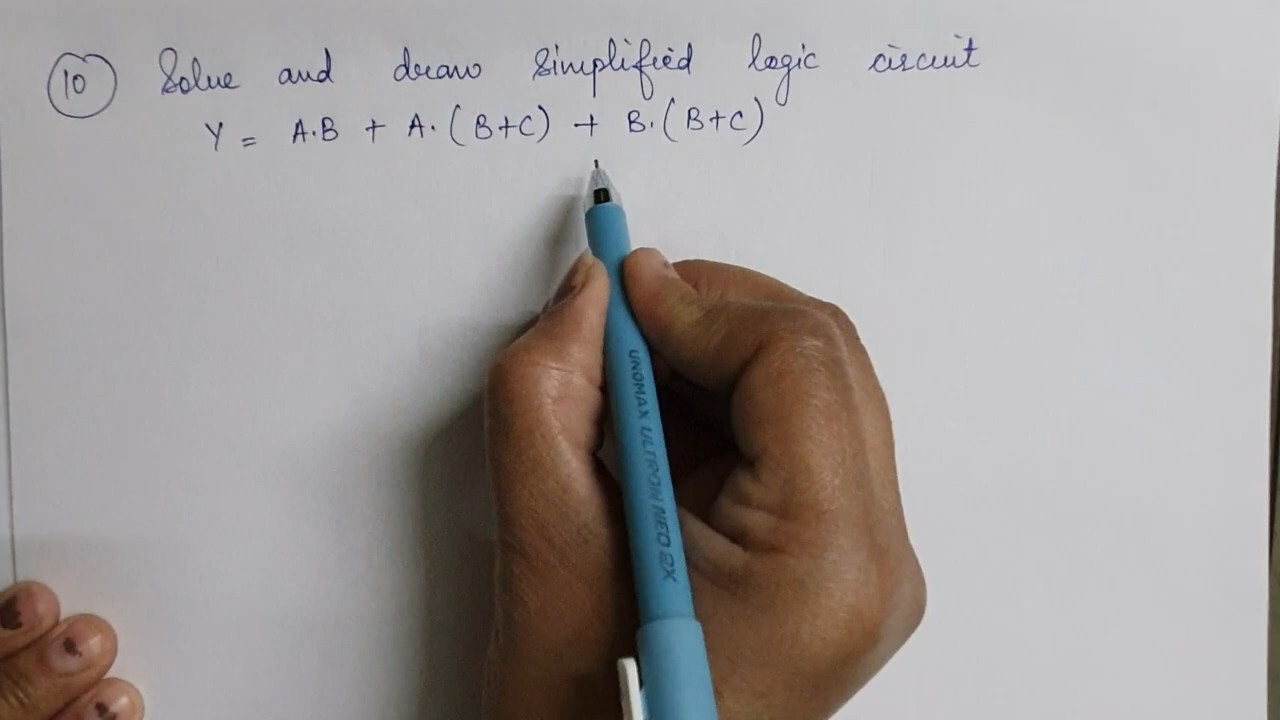 10 Solve and draw simplified logic circuit
Y = A.B + A.(B+C) + B.(B+C)
UNOMAX ULTRON NEO 2X